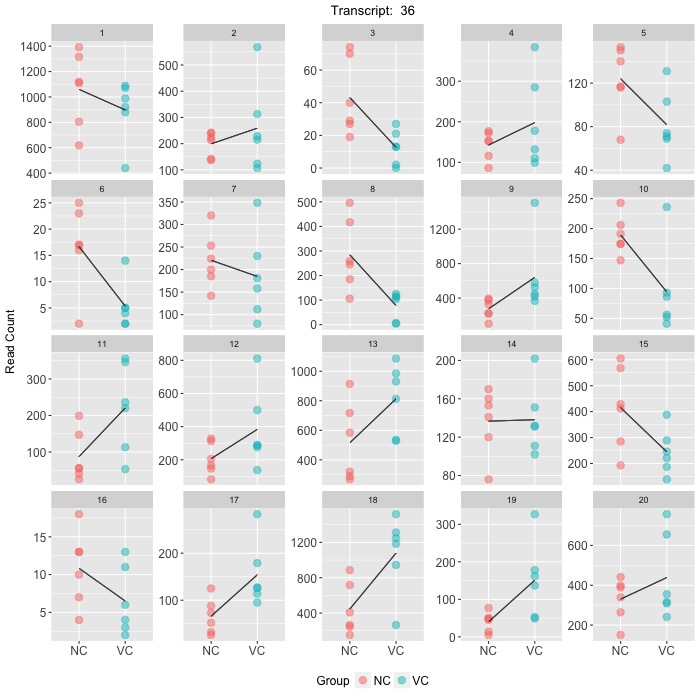 Transcript: 36
1 2 3 4 5
1400 1200 1000 800 600 400
500 400 300 200 100
60 40 20 0
300 200 100
120 80 40
6 7 8 9 10
25 20 15 10 5
350 300 250 200 150 100
500 400 300 200 100 0
1200 800 400
250 200 150 100 50
Read Count
11 12 13 14 15
300 200 100
800 600 400 200
1000 800 600 400
200 160 120 80
600 500 400 300 200
16 17 18 19 20
15 10 5
200 100
1200 800 400
300 200 100 0
600 400 200
NC VC NC VC NC VC NC VC NC VC
Group NC VC